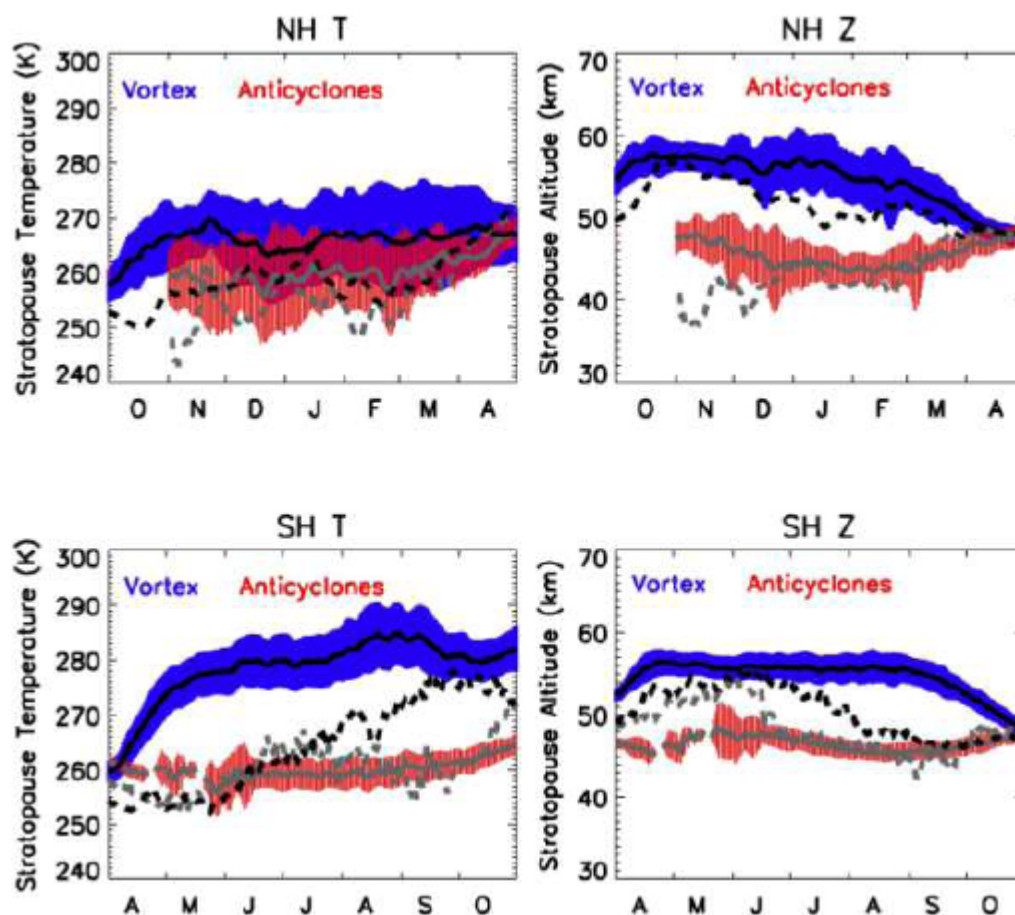 NH T
Stratopause Temperature (K)
300
290
280
270
260
250
240
Vortex Anticyclones
O N D J F M A
NH Z
Stratopause Altitude (km)
70
60
50
40
30
Vortex Anticyclones
O N D J F M A
SH T
Stratopause Temperature (K)
300
290
280
270
260
250
240
Vortex Anticyclones
A M J J A S O
SH Z
Stratopause Altitude (km)
70
60
50
40
30
Vortex Anticyclones
A M J J A S O